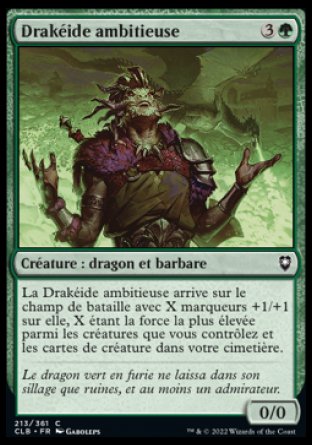 Drakéide ambitieuse 3
Créature : dragon et barbare
La Drakéide ambitieuse arrive sur le
champ de bataille avec X marqueurs +1/+1
sur elle, X étant la force la plus élevée
parmi les créatures que vous contrôlez et
les cartes de créature dans votre cimetière.
Le dragon vert en furie ne laissa dans son
sillage que ruines, et au moins un admirateur.
0/0
213/361 C
CLB • FR GABOLEPS
™ & © 2022 Wizards of the Coast